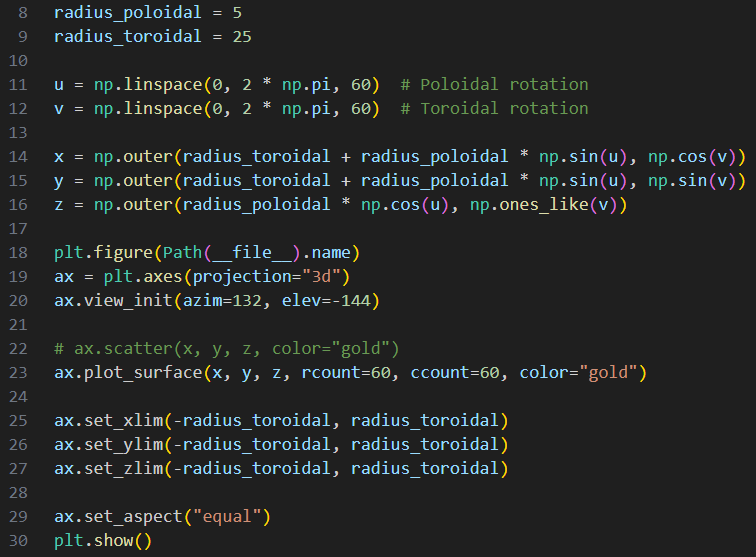 8 radius_poloidal = 5
9 radius_toroidal = 25
10
11 u = np.linspace(0, 2 * np.pi, 60)  # Poloidal rotation
12 v = np.linspace(0, 2 * np.pi, 60)  # Toroidal rotation
13
14 x = np.outer(radius_toroidal + radius_poloidal * np.sin(u), np.cos(v))
15 y = np.outer(radius_toroidal + radius_poloidal * np.sin(u), np.sin(v))
16 z = np.outer(radius_poloidal * np.cos(u), np.ones_like(v))
17
18 plt.figure(Path(__file__).name)
19 ax = plt.axes(projection="3d")
20 ax.view_init(azim=132, elev=-144)
21
22 # ax.scatter(x, y, z, color="gold")
23 ax.plot_surface(x, y, z, rcount=60, ccount=60, color="gold")
24
25 ax.set_xlim(-radius_toroidal, radius_toroidal)
26 ax.set_ylim(-radius_toroidal, radius_toroidal)
27 ax.set_zlim(-radius_toroidal, radius_toroidal)
28
29 ax.set_aspect("equal")
30 plt.show()